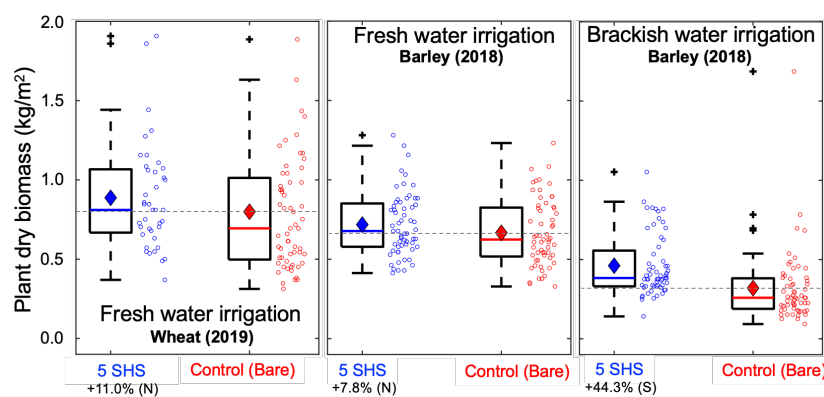 Plant dry biomass (kg/m²)
2.0
1.5
1.0
0.5
0.0
Fresh water irrigation
Wheat (2019)
Fresh water irrigation
Barley (2018)
Brackish water irrigation
Barley (2018)
5 SHS
+11.0% (N)
Control (Bare)
5 SHS
+7.8% (N)
Control (Bare)
5 SHS
+44.3% (S)
Control (Bare)